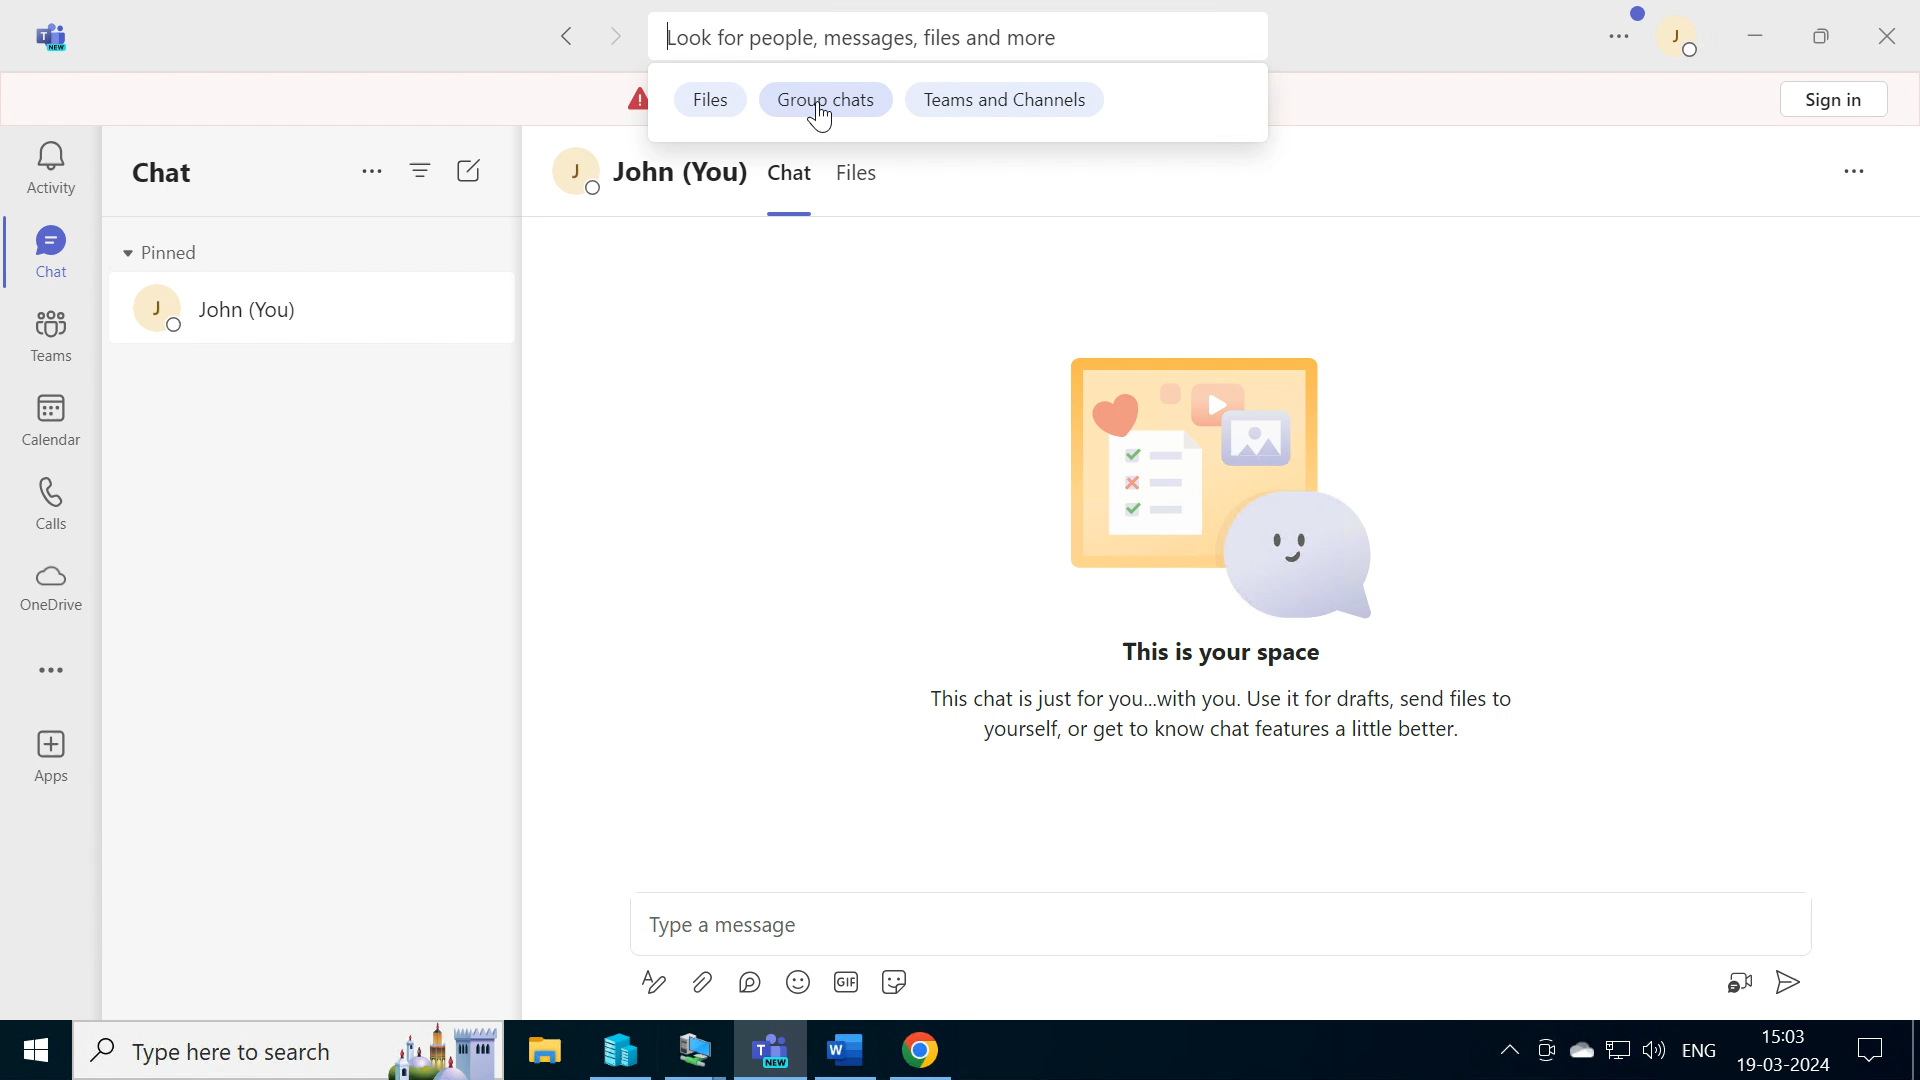 NEW
Look for people, messages, files and more
J
Files
Group chats
Teams and Channels
Sign in
Activity
Chat
Teams
Calendar
Calls
OneDrive
Apps
Chat
Pinned
J
John (You)
J
John (You)
Chat
Files
This is your space
This chat is just for you...with you. Use it for drafts, send files to
yourself, or get to know chat features a little better.
Type a message
GIF
Type here to search
NEW
W
ENG
15:03
19-03-2024